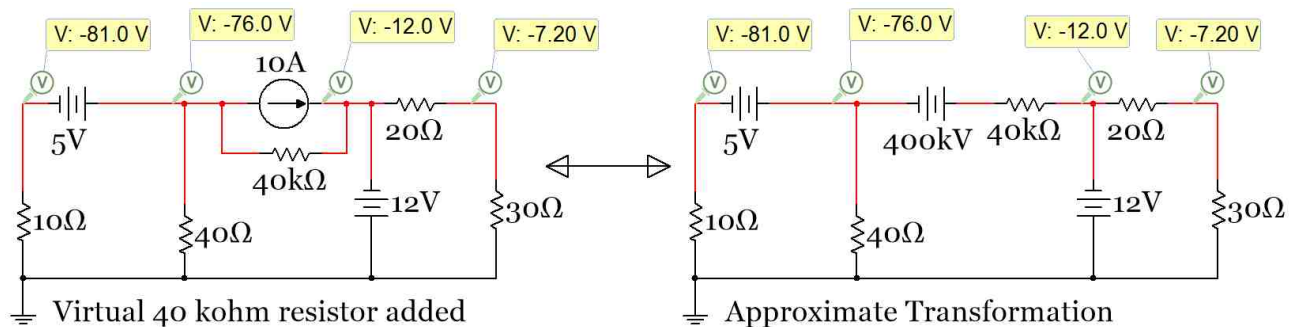 V: -81.0 V
V: -76.0 V
V: -12.0 V
V: -7.20 V
V
V
V
V
10A
5V
20Ω
40kΩ
10Ω
40Ω
12V
30Ω
Virtual 40 kohm resistor added
V: -81.0 V
V: -76.0 V
V: -12.0 V
V: -7.20 V
V
V
V
V
5V
400kV
40kΩ
20Ω
10Ω
40Ω
12V
30Ω
Approximate Transformation